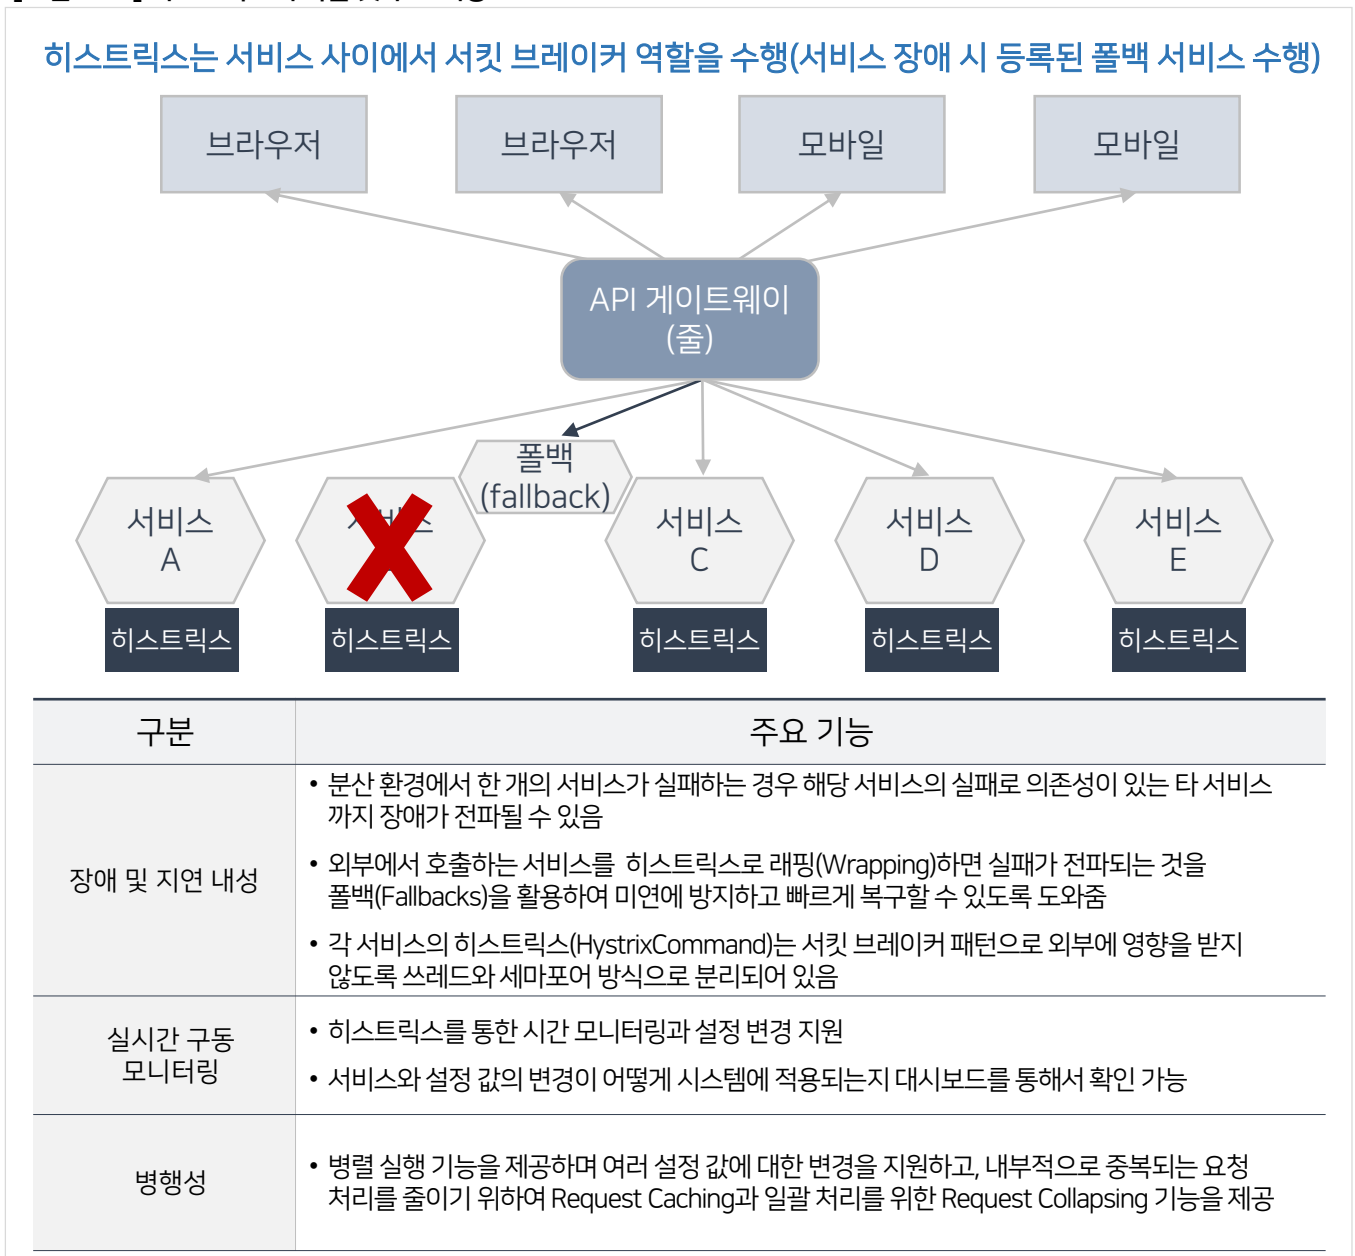 히스트릭스는 서비스 사이에서 서킷 브레이커 역할을 수행(서비스 장애 시 등록된 폴백 서비스 수행)
브라우저
브라우저
모바일
모바일
API 게이트웨이
(줄)
폴백
(fallback)
서비스
A
서비스
C
서비스
D
서비스
E
히스트릭스
히스트릭스
히스트릭스
히스트릭스
히스트릭스
구분
주요 기능
장애 및 지연 내성
• 분산 환경에서 한 개의 서비스가 실패하는 경우 해당 서비스의 실패로 의존성이 있는 타 서비스
까지 장애가 전파될 수 있음
• 외부에서 호출하는 서비스를 히스트릭스로 래핑(Wrapping)하면 실패가 전파되는 것을
폴백(Fallbacks)을 활용하여 미연에 방지하고 빠르게 복구할 수 있도록 도와줌
• 각 서비스의 히스트릭스(HystrixCommand)는 서킷 브레이커 패턴으로 외부에 영향을 받지
않도록 쓰레드와 세마포어 방식으로 분리되어 있음
실시간 구동
모니터링
• 히스트릭스를 통한 시간 모니터링과 설정 변경 지원
• 서비스와 설정 값의 변경이 어떻게 시스템에 적용되는지 대시보드를 통해서 확인 가능
병행성
• 병렬 실행 기능을 제공하며 여러 설정 값에 대한 변경을 지원하고, 내부적으로 중복되는 요청
처리를 줄이기 위하여 Request Caching과 일괄 처리를 위한 Request Collapsing 기능을 제공